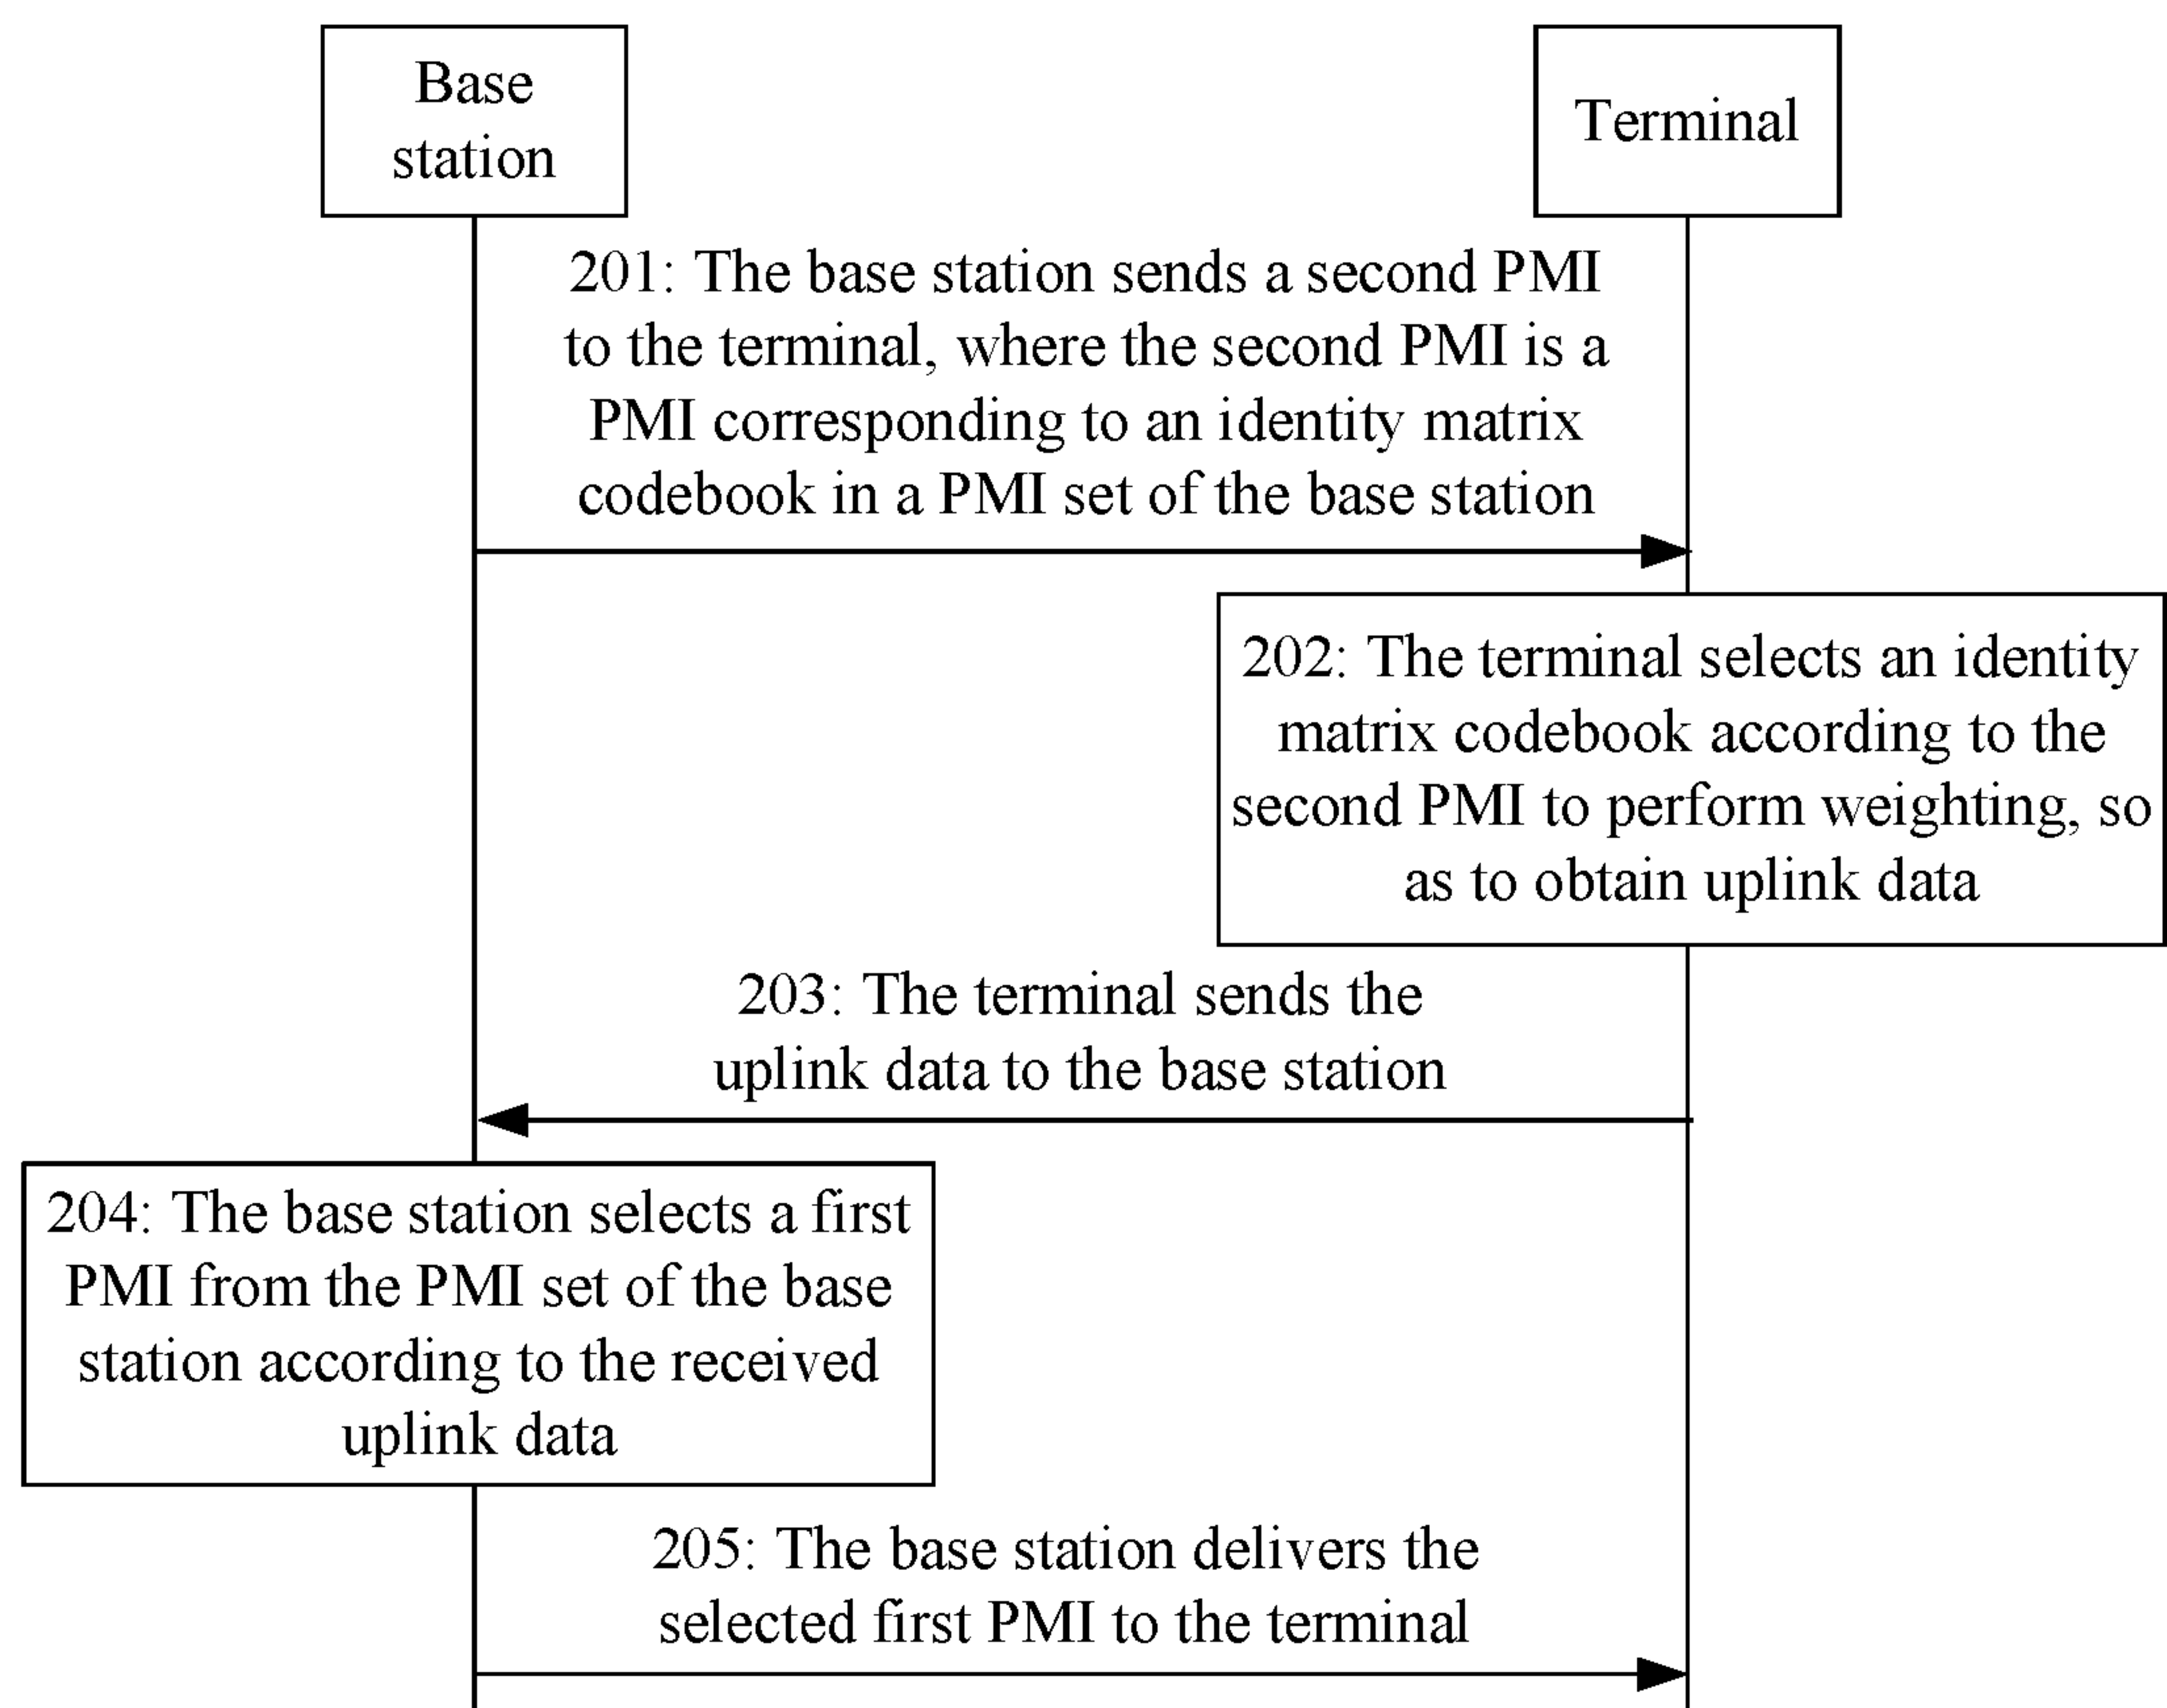 Base
station
Terminal
201: The base station sends a second PMI
to the terminal, where the second PMI is a
PMI corresponding to an identity matrix
codebook in a PMI set of the base station
202: The terminal selects an identity
matrix codebook according to the
second PMI to perform weighting, so
as to obtain uplink data
203: The terminal sends the
uplink data to the base station
204: The base station selects a first
PMI from the PMI set of the base
station according to the received
uplink data
205: The base station delivers the
selected first PMI to the terminal